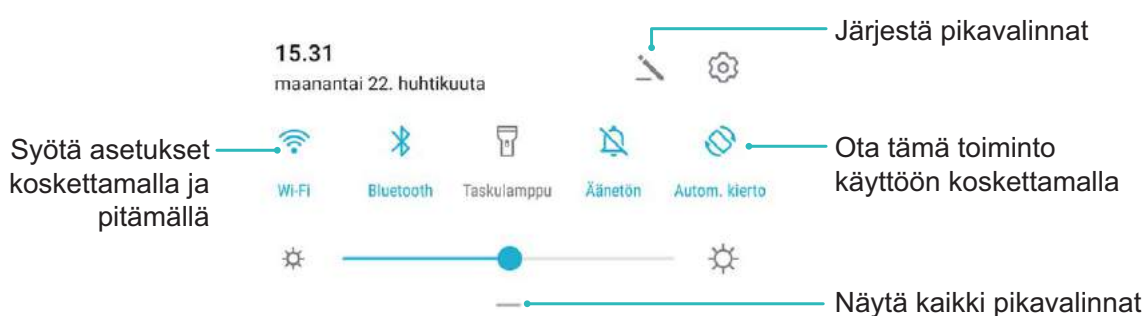 Järjestä pikavalinnat
15.31
maanantai 22. huhtikuuta
Syötä asetukset
koskettamalla ja
pitämällä
Wi-Fi
Bluetooth
Taskulamppu
Äänetön
Autom. kierto
Ota tämä toiminto
käyttöön koskettamalla
Näytä kaikki pikavalinnat